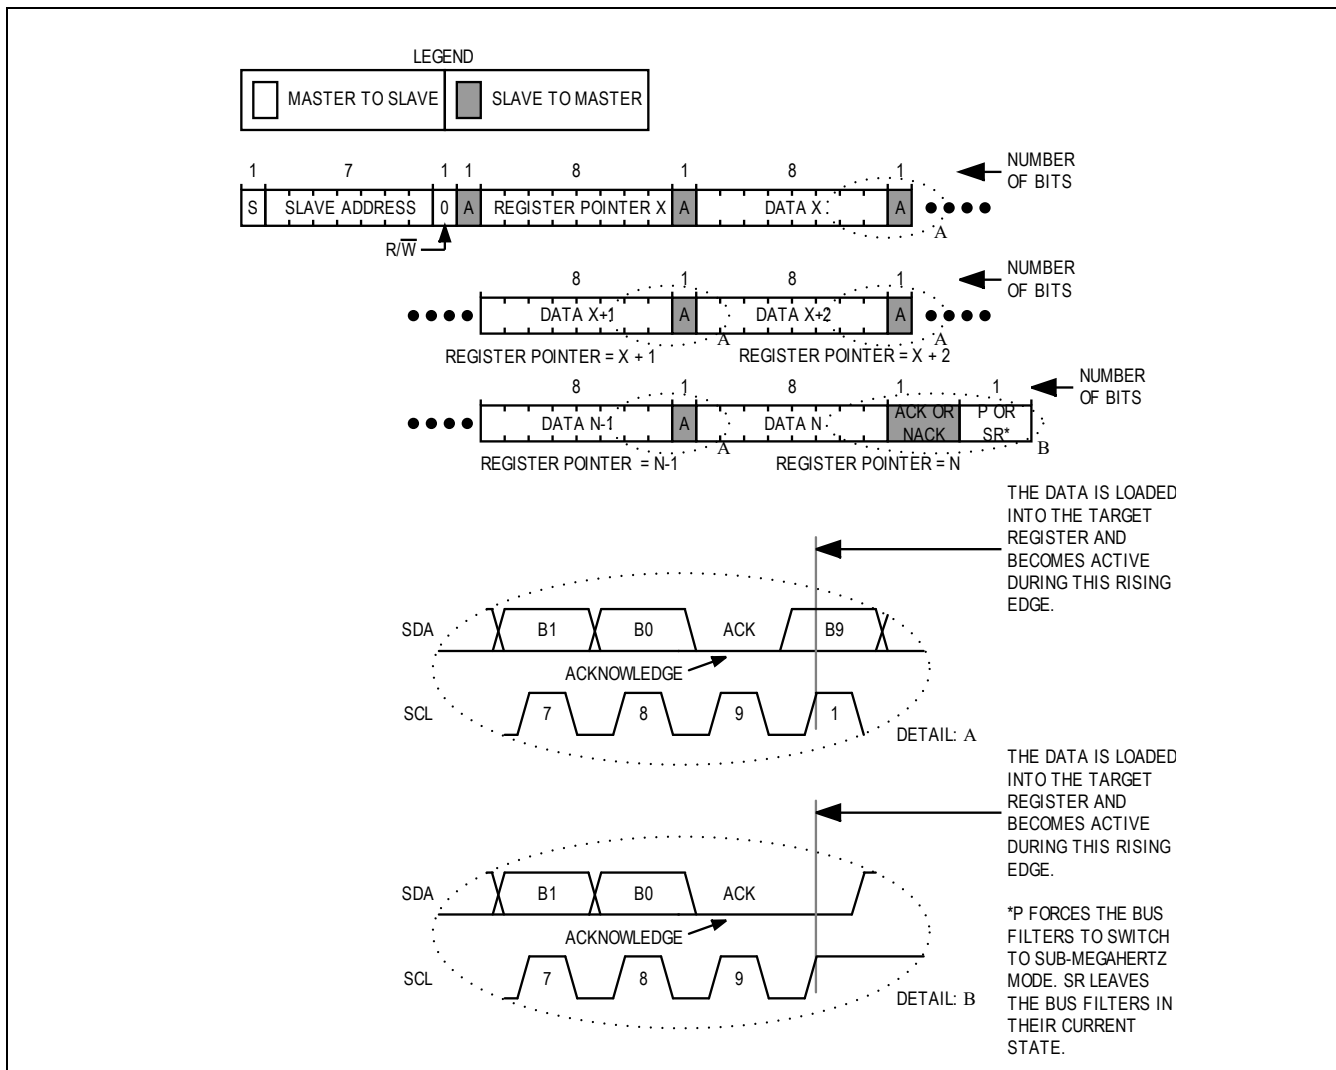 LEGEND
MASTER TO SLAVE
SLAVE TO MASTER
1 7 1 1 8 1 8 1
NUMBER
OF BITS
S SLAVE ADDRESS 0 A REGISTER POINTER X A DATA X A
A
R/W̅
8 1 8 1
NUMBER
OF BITS
DATA X+1 A DATA X+2 A
A A
REGISTER POINTER = X + 1 REGISTER POINTER = X + 2
8 1 8 1 1
NUMBER
OF BITS
DATA N-1 A DATA N ACK OR NACK P OR SR*
A B
REGISTER POINTER = N-1 REGISTER POINTER = N
THE DATA IS LOADED
INTO THE TARGET
REGISTER AND
BECOMES ACTIVE
DURING THIS RISING
EDGE.
SDA B1 B0 ACK B9
ACKNOWLEDGE
SCL 7 8 9 1
DETAIL: A
THE DATA IS LOADED
INTO THE TARGET
REGISTER AND
BECOMES ACTIVE
DURING THIS RISING
EDGE.
SDA B1 B0 ACK
ACKNOWLEDGE
SCL 7 8 9
DETAIL: B
*P FORCES THE BUS
FILTERS TO SWITCH
TO SUB-MEGAHERTZ
MODE. SR LEAVES
THE BUS FILTERS IN
THEIR CURRENT
STATE.